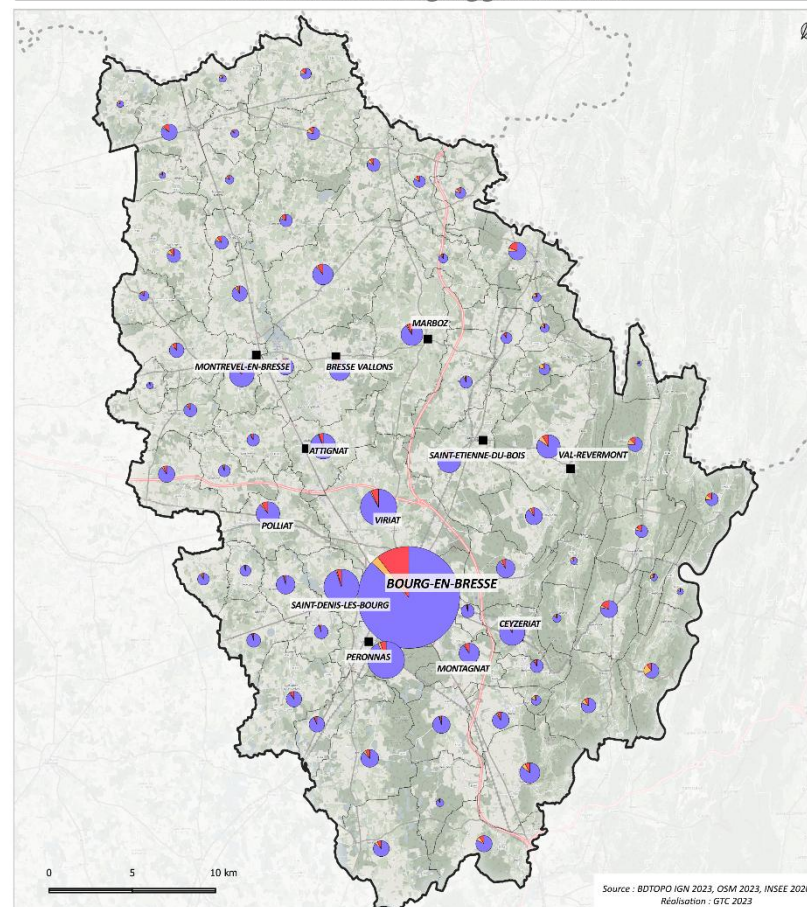 MARBOZ
MONTREVEL-EN-BRESSE
BRESSE VALLONS
ATTIGNAT
SAINT-ETIENNE-DU-BOIS
VAL-REVERMONT
POLLIAT
VIRIAT
BOURG-EN-BRESSE
SAINT-DENIS-LES-BOURG
CEYZERIAT
PERONNAS
MONTAGNAT
0 5 10 km
Source : BDTOPO IGN 2023, OSM 2023, INSEE 2020
Réalisation : GTC 2023